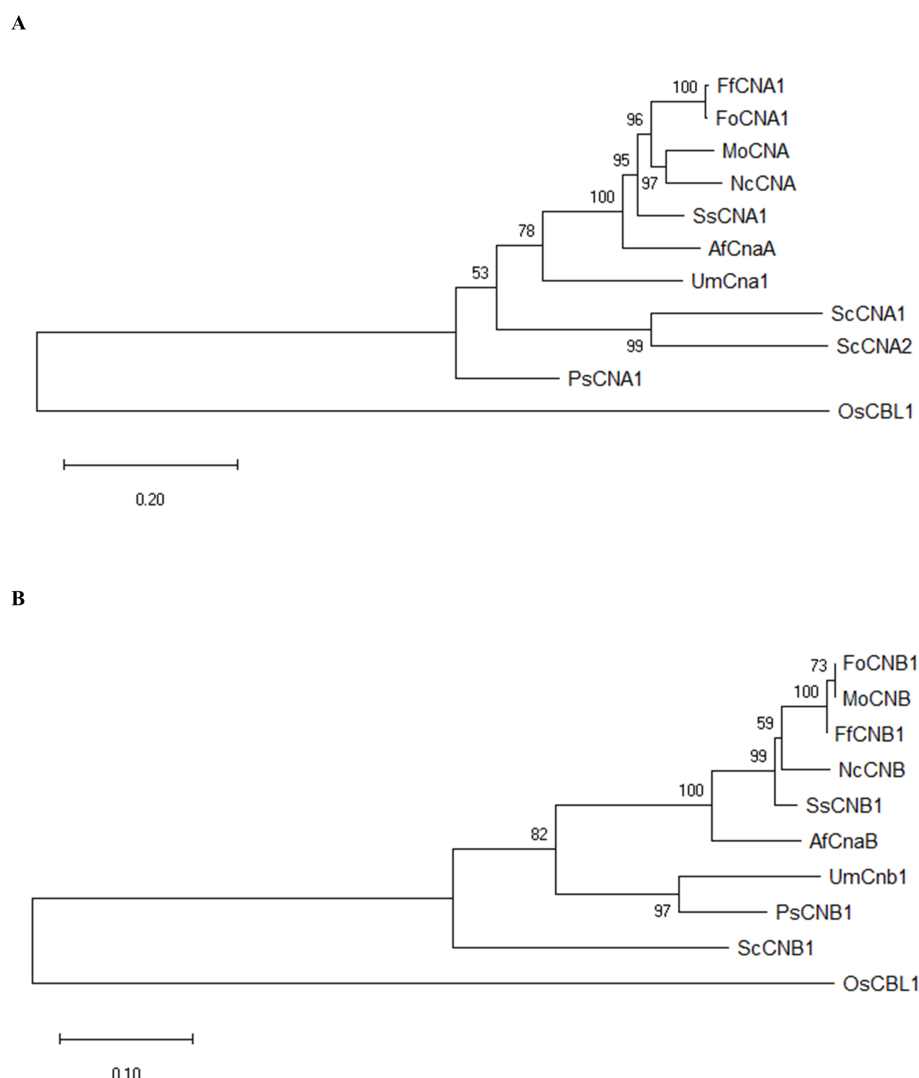 A
100
FfCNA1
FoCNA1
96
MoCNA
95
97
NcCNA
100
SsCNA1
78
AfCnaA
53
UmCna1
ScCNA1
99
ScCNA2
PsCNA1
OsCBL1
0.20
B
73
FoCNB1
100
MoCNB
59
FfCNB1
99
NcCNB
100
SsCNB1
82
AfCnaB
UmCnb1
97
PsCNB1
ScCNB1
OsCBL1
0.10